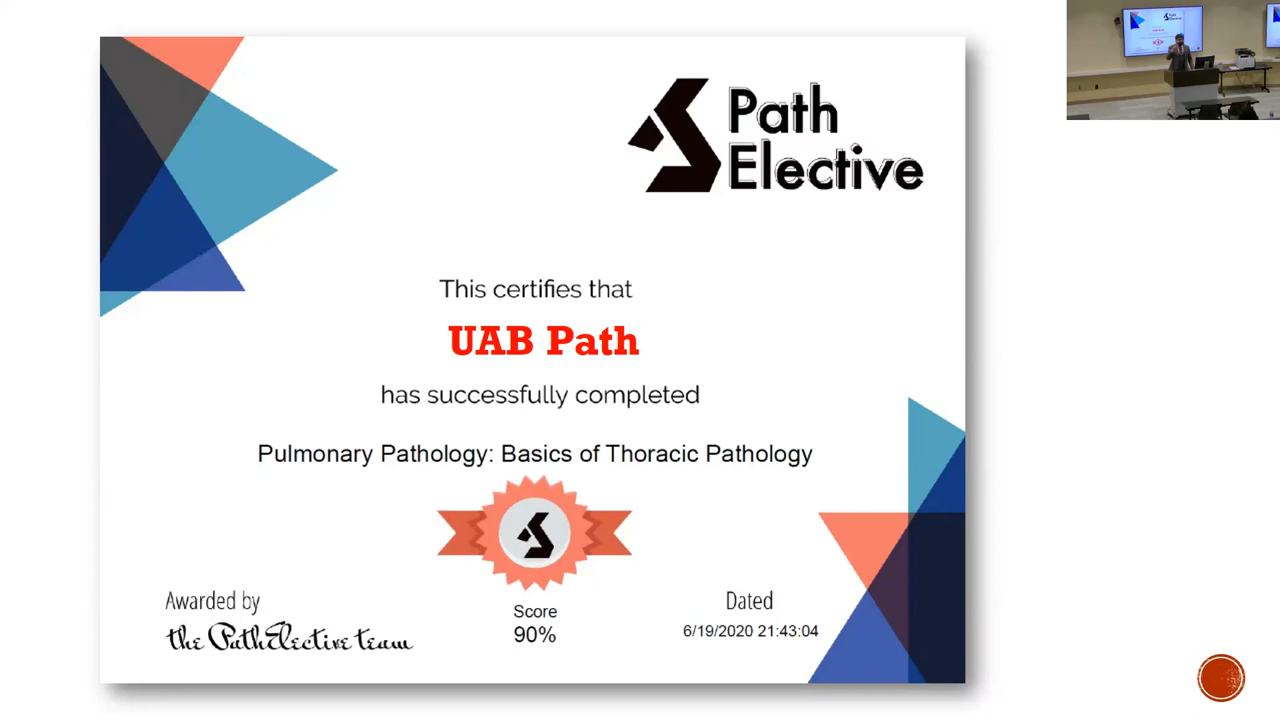 Path
Elective
This certifies that
UAB Path
has successfully completed
Pulmonary Pathology: Basics of Thoracic Pathology
Awarded by
the PathElective team
Score
90%
Dated
6/19/2020 21:43:04